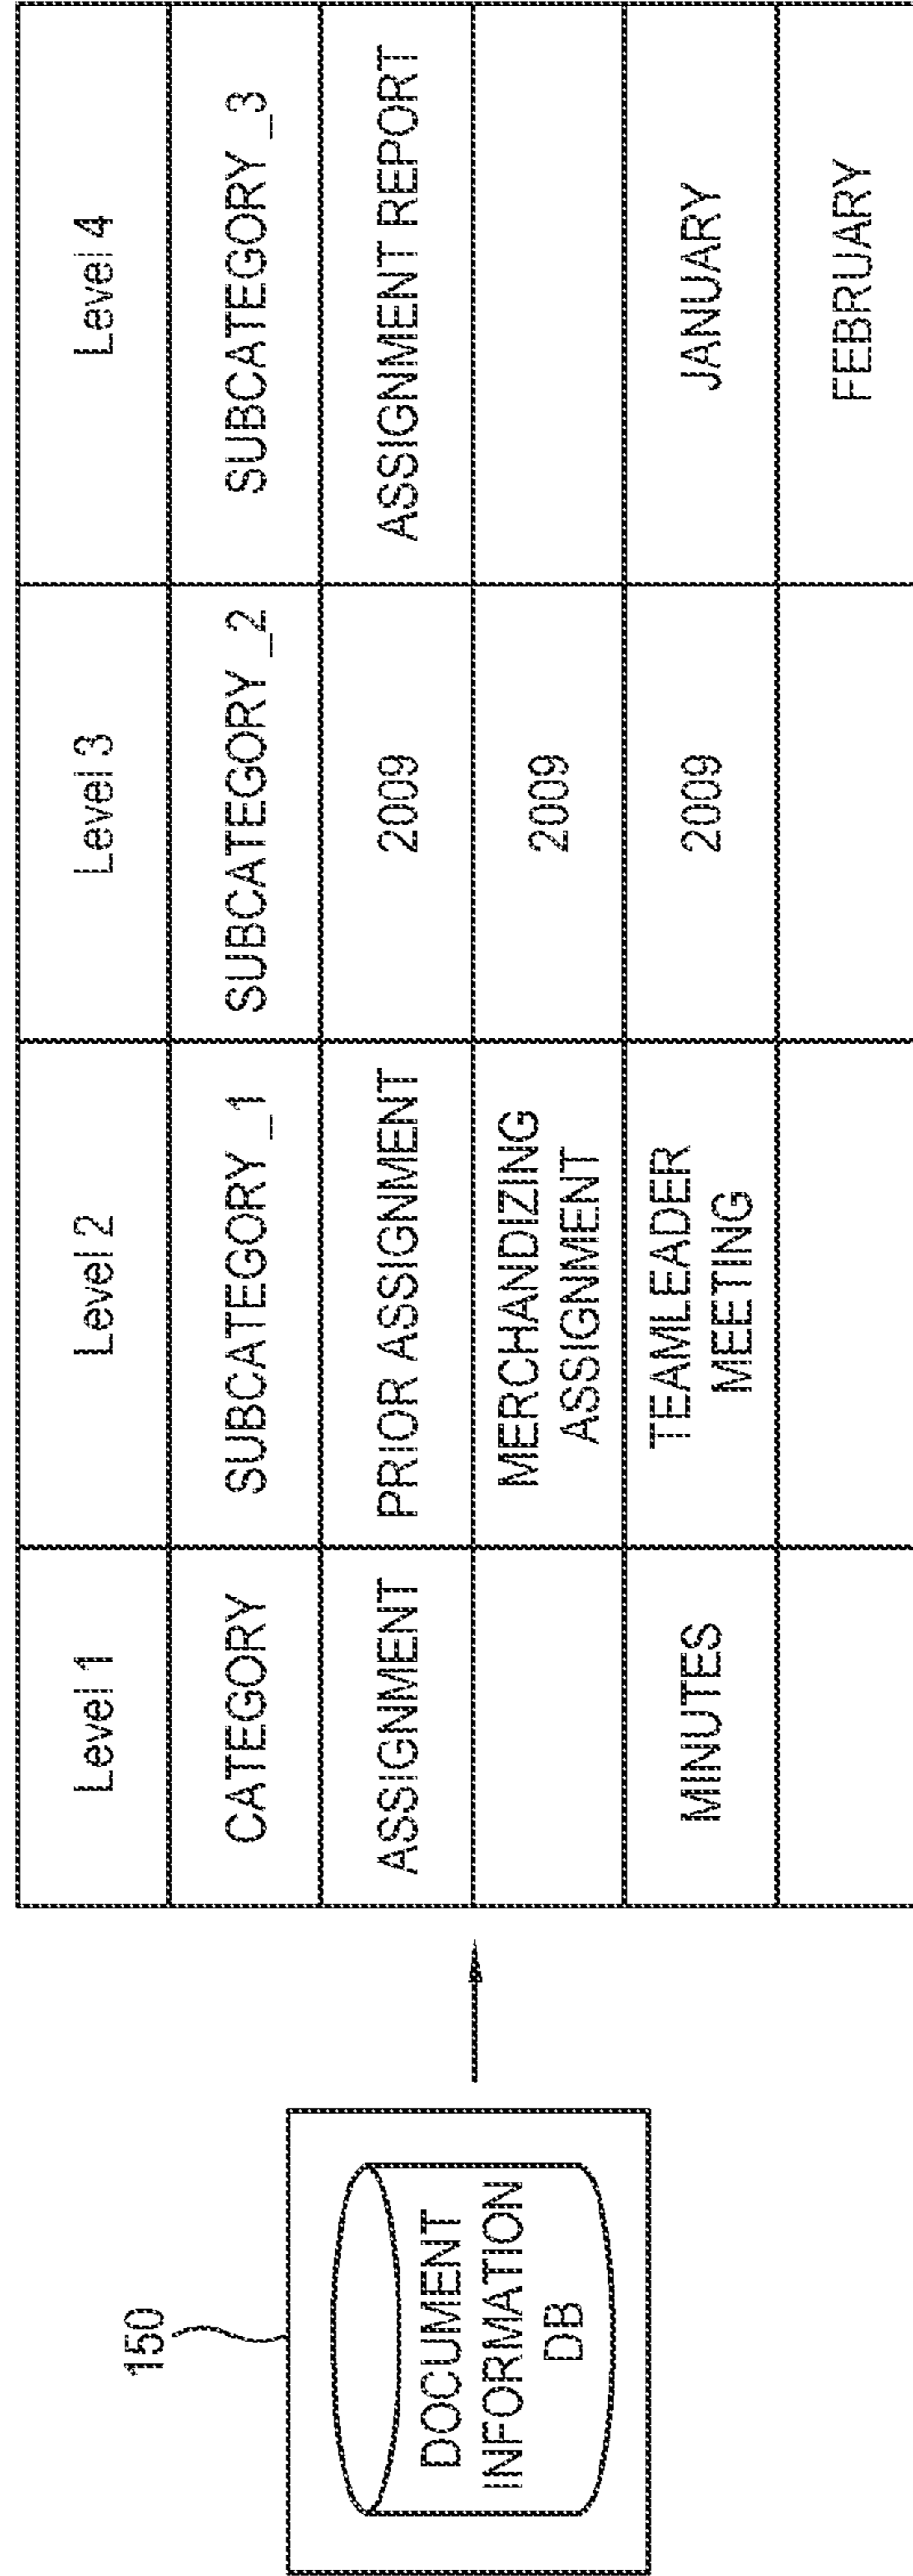 150
DOCUMENT
INFORMATION
DB
Level 1
Level 2
Level 3
Level 4
CATEGORY
SUBCATEGORY _1
SUBCATEGORY _2
SUBCATEGORY _3
ASSIGNMENT
PRIOR ASSIGNMENT
2009
ASSIGNMENT REPORT
MERCHANDIZING
ASSIGNMENT
2009
MINUTES
TEAMLEADER
MEETING
2009
JANUARY
FEBRUARY